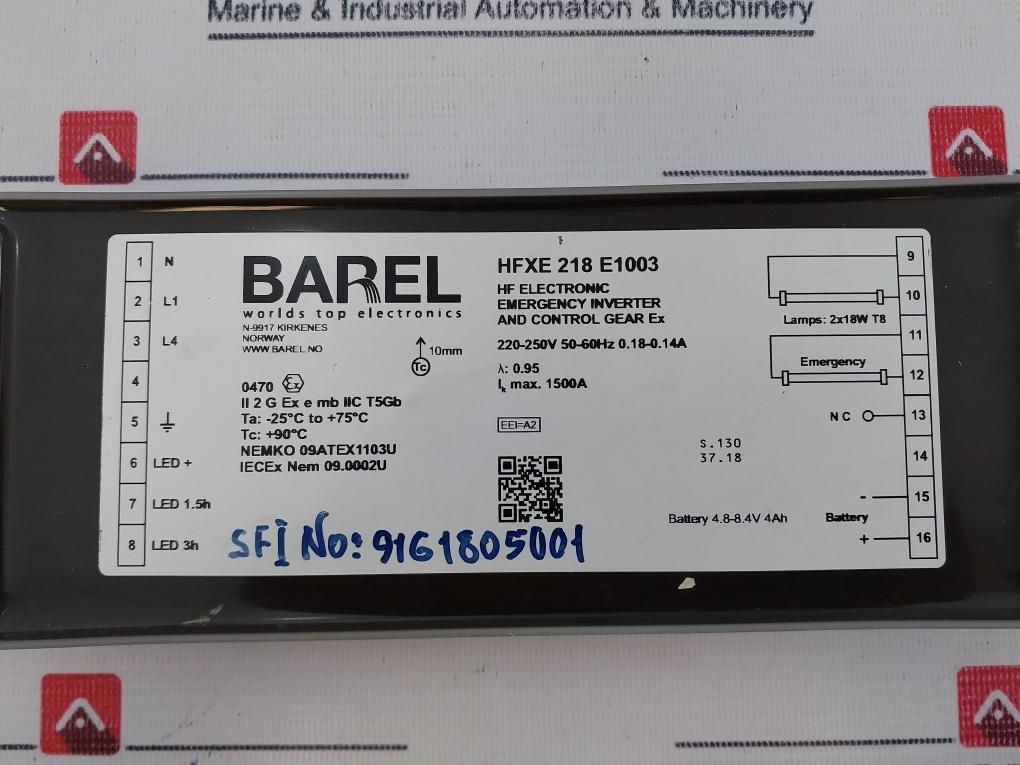 Marine & Industrial Automation & Machinery
1 N
2 L1
3 L4
4
5
6 LED +
7 LED 1.5h
8 LED 3h
BAREL
worlds top electronics
N-9917 KIRKENES
NORWAY
WWW.BAREL.NO
Tc 10mm
0470 Ex
II 2 G Ex e mb IIC T5Gb
Ta: -25°C to +75°C
Tc: +90°C
NEMKO 09ATEX1103U
IECEx Nem 09.0002U
SFI No: 9161805001
HFXE 218 E1003
HF ELECTRONIC
EMERGENCY INVERTER
AND CONTROL GEAR Ex
220-250V 50-60Hz 0.18-0.14A
λ: 0.95
Ik max. 1500A
EEI=A2
S.130
37.18
9
10
Lamps: 2x18W T8
11
Emergency
12
NC 13
14
- 15
Battery 4.8-8.4V 4Ah Battery
+ 16